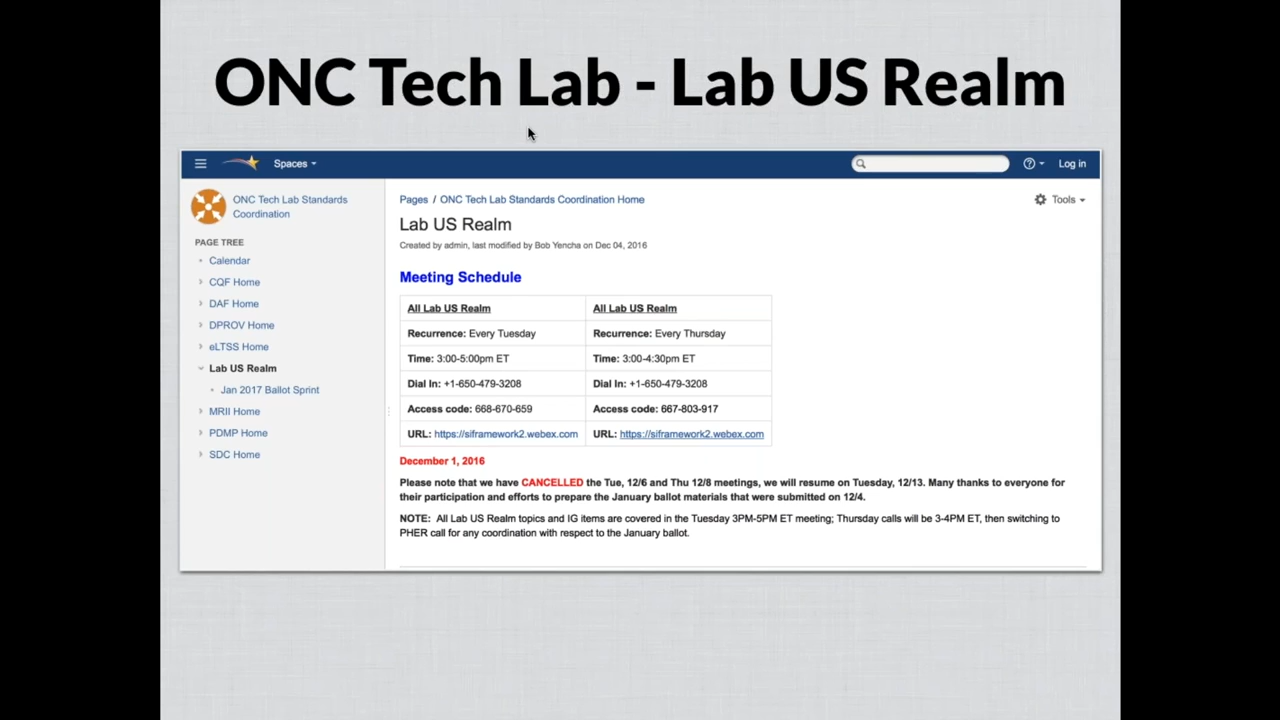 ONC Tech Lab - Lab US Realm
Spaces
Log in
ONC Tech Lab Standards
Coordination
PAGE TREE
Calendar
CQF Home
DAF Home
DPROV Home
eLTSS Home
Lab US Realm
Jan 2017 Ballot Sprint
MRII Home
PDMP Home
SDC Home
Pages / ONC Tech Lab Standards Coordination Home
Tools
Lab US Realm
Created by admin, last modified by Bob Yencha on Dec 04, 2016
Meeting Schedule
All Lab US Realm All Lab US Realm
Recurrence: Every Tuesday Recurrence: Every Thursday
Time: 3:00-5:00pm ET Time: 3:00-4:30pm ET
Dial In: +1-650-479-3208 Dial In: +1-650-479-3208
Access code: 668-670-659 Access code: 667-803-917
URL: https://siframework2.webex.com URL: https://siframework2.webex.com
December 1, 2016
Please note that we have CANCELLED the Tue, 12/6 and Thu 12/8 meetings, we will resume on Tuesday, 12/13. Many thanks to everyone for
their participation and efforts to prepare the January ballot materials that were submitted on 12/4.
NOTE: All Lab US Realm topics and IG items are covered in the Tuesday 3PM-5PM ET meeting; Thursday calls will be 3-4PM ET, then switching to
PHER call for any coordination with respect to the January ballot.